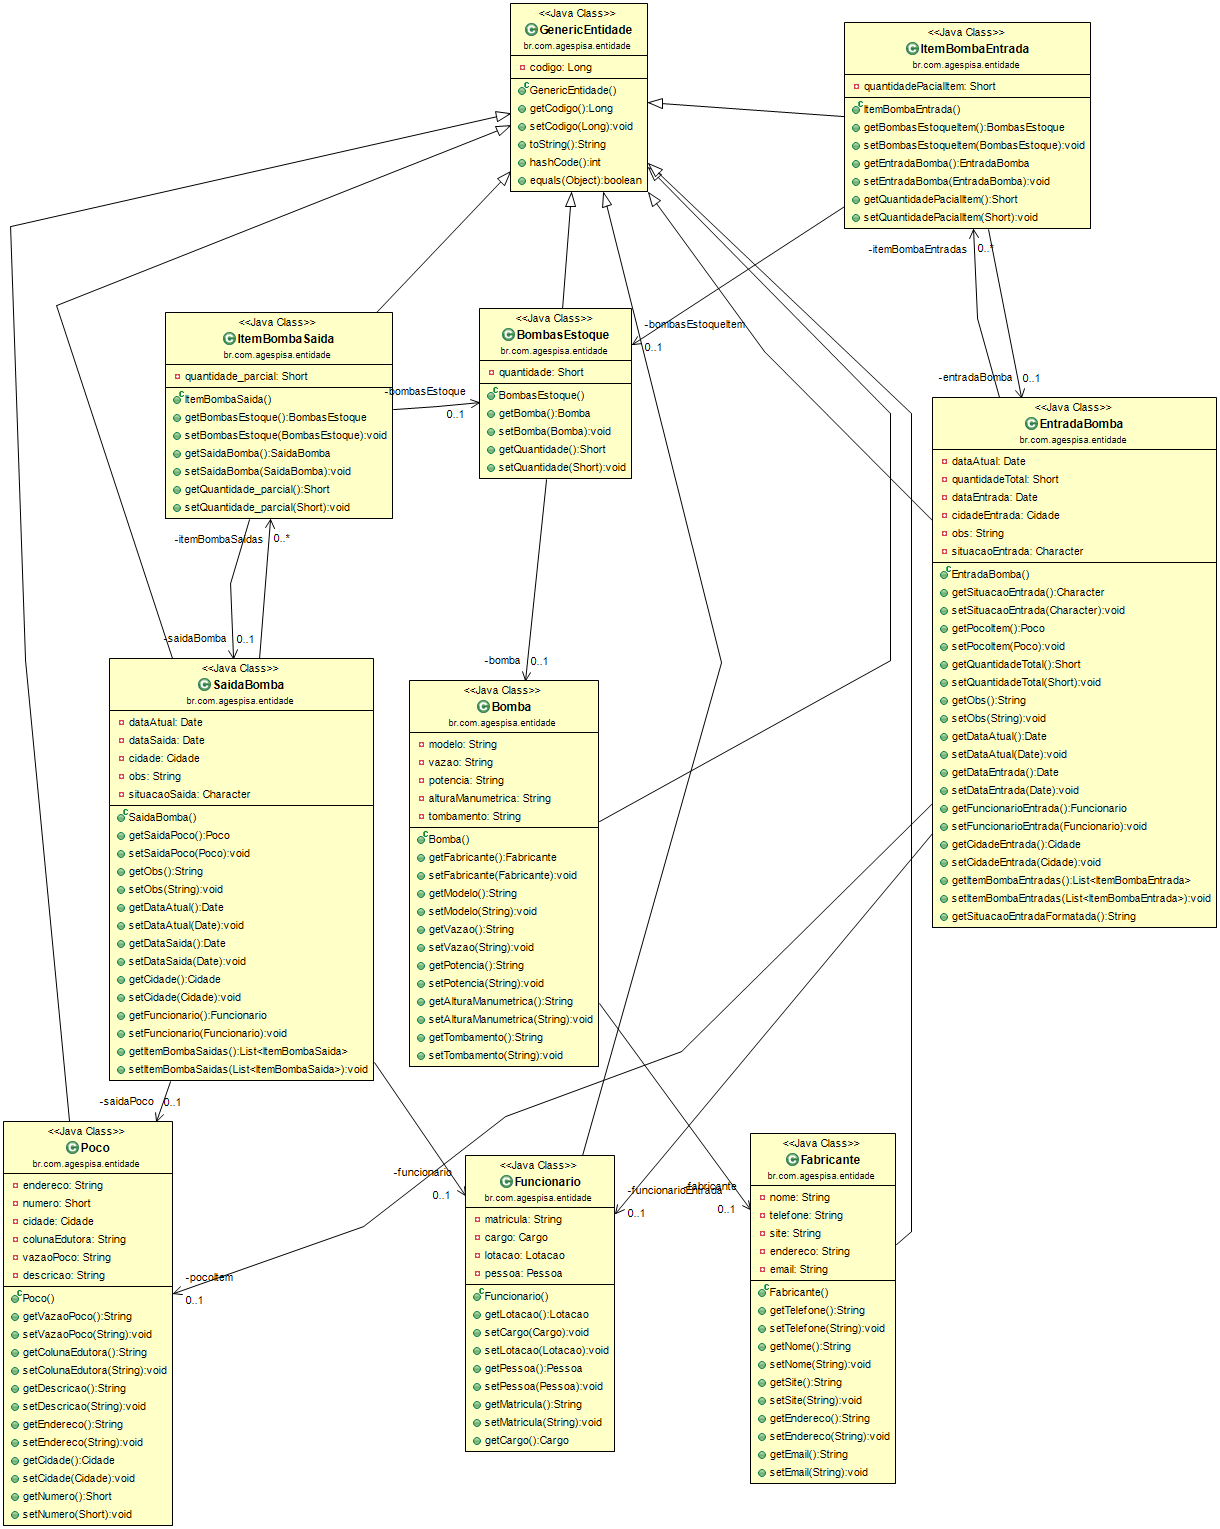 <<Java Class>>
GenericEntidade
br.com.agespisa.entidade
codigo: Long
GenericEntidade()
getCodigo():Long
setCodigo(Long):void
toString():String
hashCode():int
equals(Object):boolean
<<Java Class>>
ItemBombaEntrada
br.com.agespisa.entidade
quantidadePacialItem: Short
ItemBombaEntrada()
getBombasEstoqueItem():BombasEstoque
setBombasEstoqueItem(BombasEstoque):void
getEntradaBomba():EntradaBomba
setEntradaBomba(EntradaBomba):void
getQuantidadePacialItem():Short
setQuantidadePacialItem(Short):void
-itemBombaEntradas
0..*
-bombasEstoqueItem
0..1
-entradaBomba
0..1
<<Java Class>>
ItemBombaSaida
br.com.agespisa.entidade
quantidade_parcial: Short
ItemBombaSaida()
getBombasEstoque():BombasEstoque
setBombasEstoque(BombasEstoque):void
getSaidaBomba():SaidaBomba
setSaidaBomba(SaidaBomba):void
getQuantidade_parcial():Short
setQuantidade_parcial(Short):void
-bombasEstoque
0..1
<<Java Class>>
BombasEstoque
br.com.agespisa.entidade
quantidade: Short
BombasEstoque()
getBomba():Bomba
setBomba(Bomba):void
getQuantidade():Short
setQuantidade(Short):void
<<Java Class>>
EntradaBomba
br.com.agespisa.entidade
dataAtual: Date
quantidadeTotal: Short
dataEntrada: Date
cidadeEntrada: Cidade
obs: String
situacaoEntrada: Character
EntradaBomba()
getSituacaoEntrada():Character
setSituacaoEntrada(Character):void
getPocoItem():Poco
setPocoItem(Poco):void
getQuantidadeTotal():Short
setQuantidadeTotal(Short):void
getObs():String
setObs(String):void
getDataAtual():Date
setDataAtual(Date):void
getDataEntrada():Date
setDataEntrada(Date):void
getFuncionarioEntrada():Funcionario
setFuncionarioEntrada(Funcionario):void
getCidadeEntrada():Cidade
setCidadeEntrada(Cidade):void
getItemBombaEntradas():List<ItemBombaEntrada>
setItemBombaEntradas(List<ItemBombaEntrada>):void
getSituacaoEntradaFormatada():String
-itemBombaSaidas
0..*
-saidaBomba
0..1
-bomba
0..1
<<Java Class>>
SaidaBomba
br.com.agespisa.entidade
dataAtual: Date
dataSaida: Date
cidade: Cidade
obs: String
situacaoSaida: Character
SaidaBomba()
getSaidaPoco():Poco
setSaidaPoco(Poco):void
getObs():String
setObs(String):void
getDataAtual():Date
setDataAtual(Date):void
getDataSaida():Date
setDataSaida(Date):void
getCidade():Cidade
setCidade(Cidade):void
getFuncionario():Funcionario
setFuncionario(Funcionario):void
getItemBombaSaidas():List<ItemBombaSaida>
setItemBombaSaidas(List<ItemBombaSaida>):void
<<Java Class>>
Bomba
br.com.agespisa.entidade
modelo: String
vazao: String
potencia: String
alturaManumetrica: String
tombamento: String
Bomba()
getFabricante():Fabricante
setFabricante(Fabricante):void
getModelo():String
setModelo(String):void
getVazao():String
setVazao(String):void
getPotencia():String
setPotencia(String):void
getAlturaManumetrica():String
setAlturaManumetrica(String):void
getTombamento():String
setTombamento(String):void
-saidaPoco
0..1
-funcionario
0..1
-funcionarioEntrada
0..1
-fabricante
0..1
-pocoItem
0..1
<<Java Class>>
Poco
br.com.agespisa.entidade
endereco: String
numero: Short
cidade: Cidade
colunaEdutora: String
vazaoPoco: String
descricao: String
Poco()
getVazaoPoco():String
setVazaoPoco(String):void
getColunaEdutora():String
setColunaEdutora(String):void
getDescricao():String
setDescricao(String):void
getEndereco():String
setEndereco(String):void
getCidade():Cidade
setCidade(Cidade):void
getNumero():Short
setNumero(Short):void
<<Java Class>>
Funcionario
br.com.agespisa.entidade
matricula: String
cargo: Cargo
lotacao: Lotacao
pessoa: Pessoa
Funcionario()
getLotacao():Lotacao
setCargo(Cargo):void
setLotacao(Lotacao):void
getPessoa():Pessoa
setPessoa(Pessoa):void
getMatricula():String
setMatricula(String):void
getCargo():Cargo
<<Java Class>>
Fabricante
br.com.agespisa.entidade
nome: String
telefone: String
site: String
endereco: String
email: String
Fabricante()
getTelefone():String
setTelefone(String):void
getNome():String
setNome(String):void
getSite():String
setSite(String):void
getEndereco():String
setEndereco(String):void
getEmail():String
setEmail(String):void